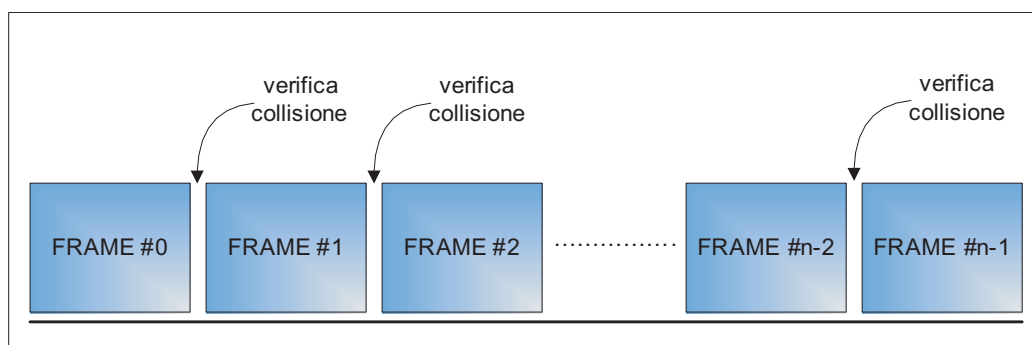 verifica
collisione
verifica
collisione
verifica
collisione
FRAME #0
FRAME #1
FRAME #2
................
FRAME #n-2
FRAME #n-1